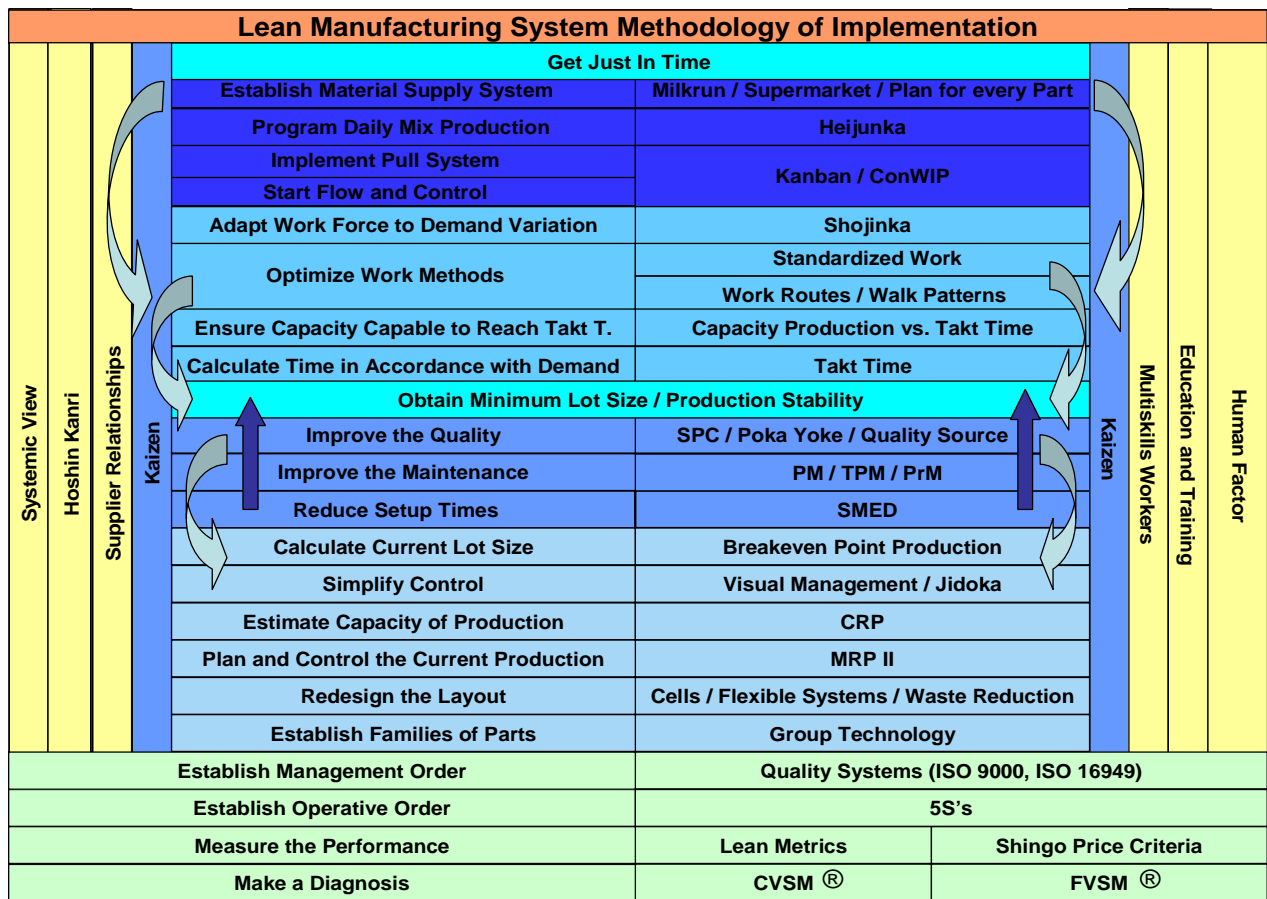 Lean Manufacturing System Methodology of Implementation
Get Just In Time
Establish Material Supply System
Milkrun / Supermarket / Plan for every Part
Program Daily Mix Production
Heijunka
Implement Pull System
Start Flow and Control
Kanban / ConWIP
Adapt Work Force to Demand Variation
Shojinka
Optimize Work Methods
Standardized Work
Work Routes / Walk Patterns
Ensure Capacity Capable to Reach Takt T.
Capacity Production vs. Takt Time
Calculate Time in Accordance with Demand
Takt Time
Obtain Minimum Lot Size / Production Stability
Improve the Quality
SPC / Poka Yoke / Quality Source
Improve the Maintenance
PM / TPM / PrM
Reduce Setup Times
SMED
Calculate Current Lot Size
Breakeven Point Production
Simplify Control
Visual Management / Jidoka
Estimate Capacity of Production
CRP
Plan and Control the Current Production
MRP II
Redesign the Layout
Cells / Flexible Systems / Waste Reduction
Establish Families of Parts
Group Technology
Systemic View
Hoshin Kanri
Supplier Relationships
Kaizen
Kaizen
Multiskills Workers
Education and Training
Human Factor
Establish Management Order
Quality Systems (ISO 9000, ISO 16949)
Establish Operative Order
5S's
Measure the Performance
Lean Metrics
Shingo Price Criteria
Make a Diagnosis
CVSM ®
FVSM ®